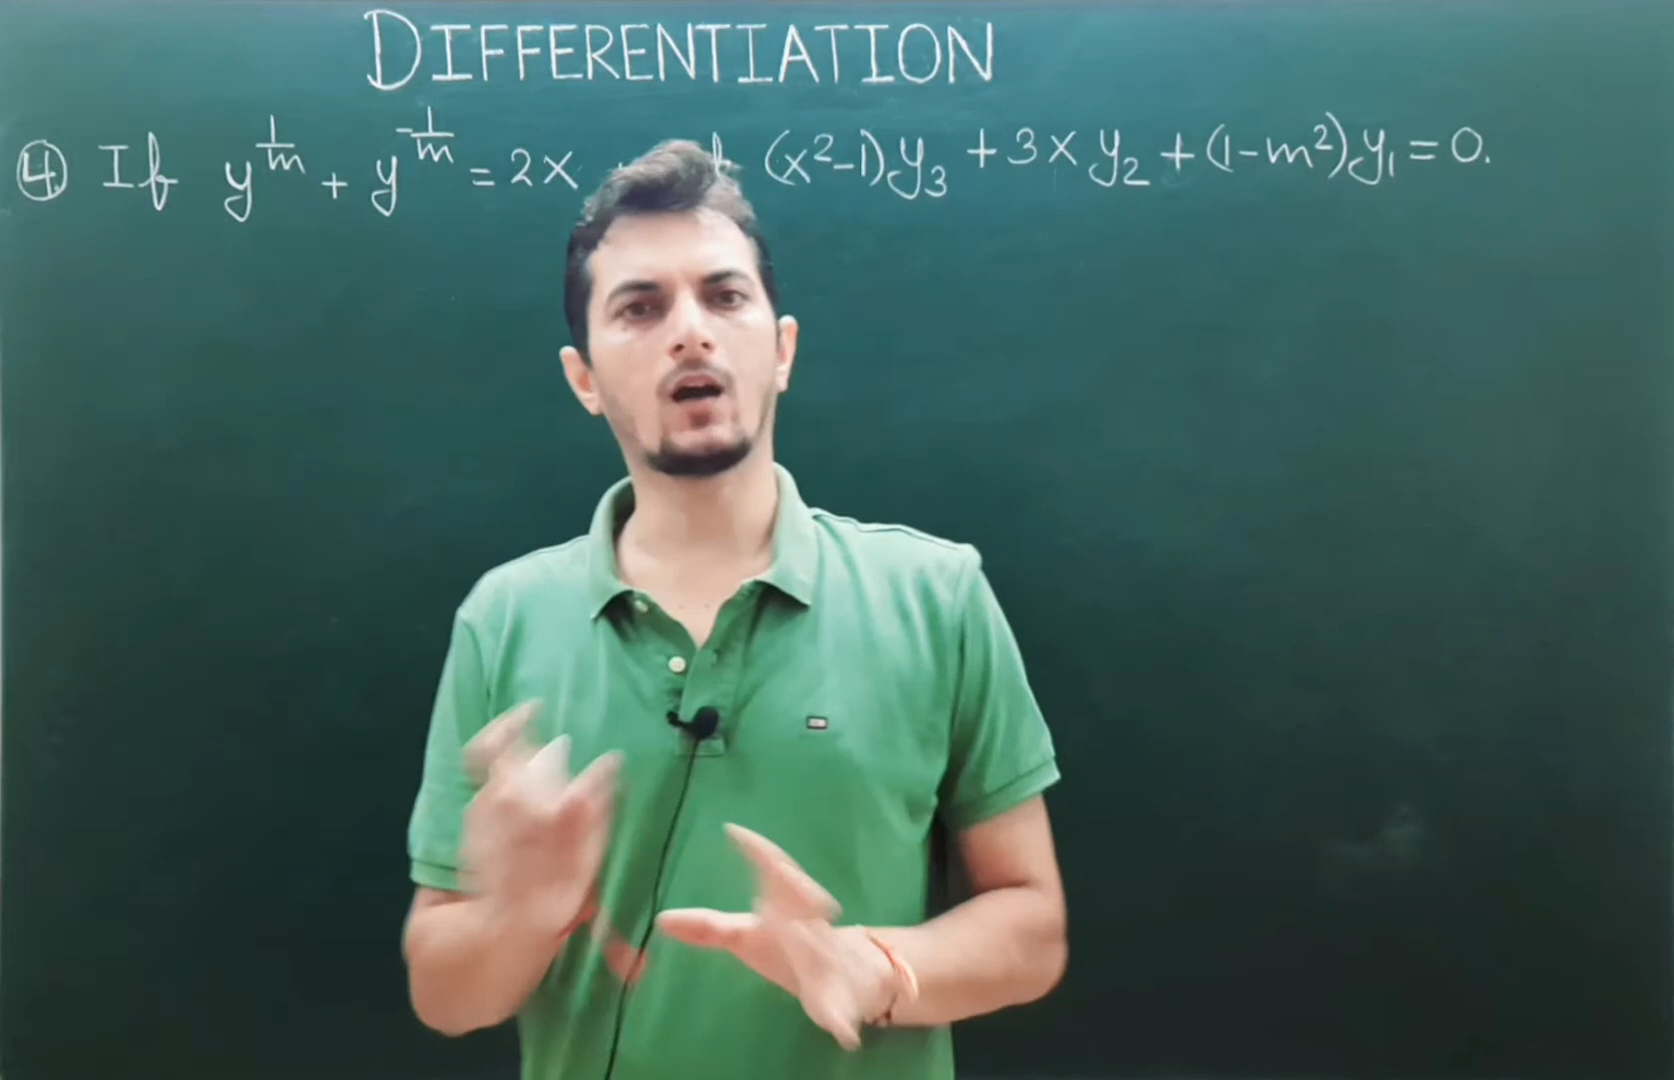 DIFFERENTIATION
④ If y^{1/m} + y^{-1/m} = 2x (x²-1)y₃ + 3xy₂ + (1-m²)y₁ = 0.